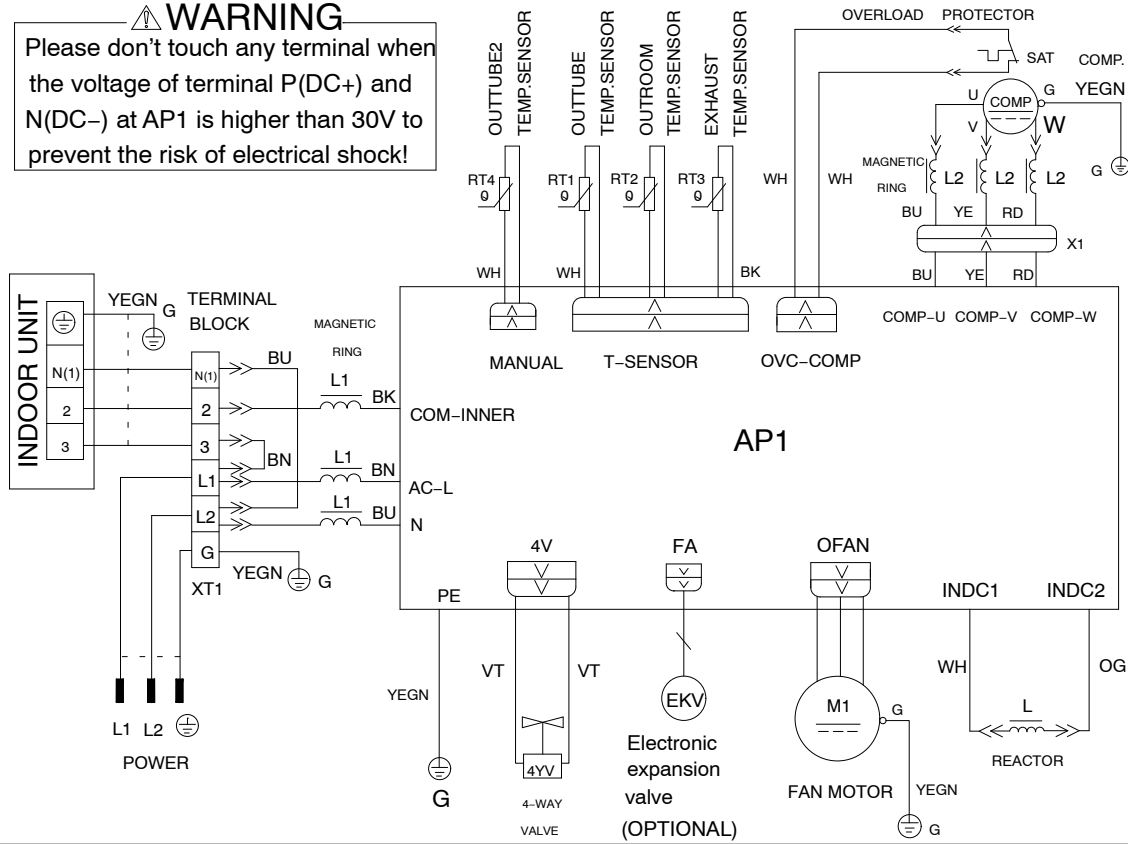 WARNING
Please don't touch any terminal when
the voltage of terminal P(DC+) and
N(DC−) at AP1 is higher than 30V to
prevent the risk of electrical shock!
OUTTUBE2
TEMP.SENSOR
OUTTUBE
TEMP.SENSOR
OUTROOM
TEMP.SENSOR
EXHAUST
TEMP.SENSOR
OVERLOAD PROTECTOR
SAT
COMP.
YEGN
U
COMP
G
V
W
G
RT4
θ
RT1
θ
RT2
θ
RT3
θ
WH
WH
MAGNETIC
RING
L2
L2
L2
BU
YE
RD
X1
WH
WH
BK
BU
YE
RD
COMP−U
COMP−V
COMP−W
MANUAL
T−SENSOR
OVC−COMP
INDOOR UNIT
N(1)
2
3
YEGN
G
TERMINAL
BLOCK
N(1)
2
3
L1
L2
G
XT1
BU
BN
YEGN
G
MAGNETIC
RING
L1
BK
COM−INNER
L1
BN
AC−L
L1
BU
N
AP1
PE
4V
FA
OFAN
INDC1
INDC2
L1
L2
POWER
YEGN
G
VT
VT
4YV
4−WAY
VALVE
EKV
Electronic
expansion
valve
(OPTIONAL)
M1
G
FAN MOTOR
YEGN
G
WH
OG
L
REACTOR